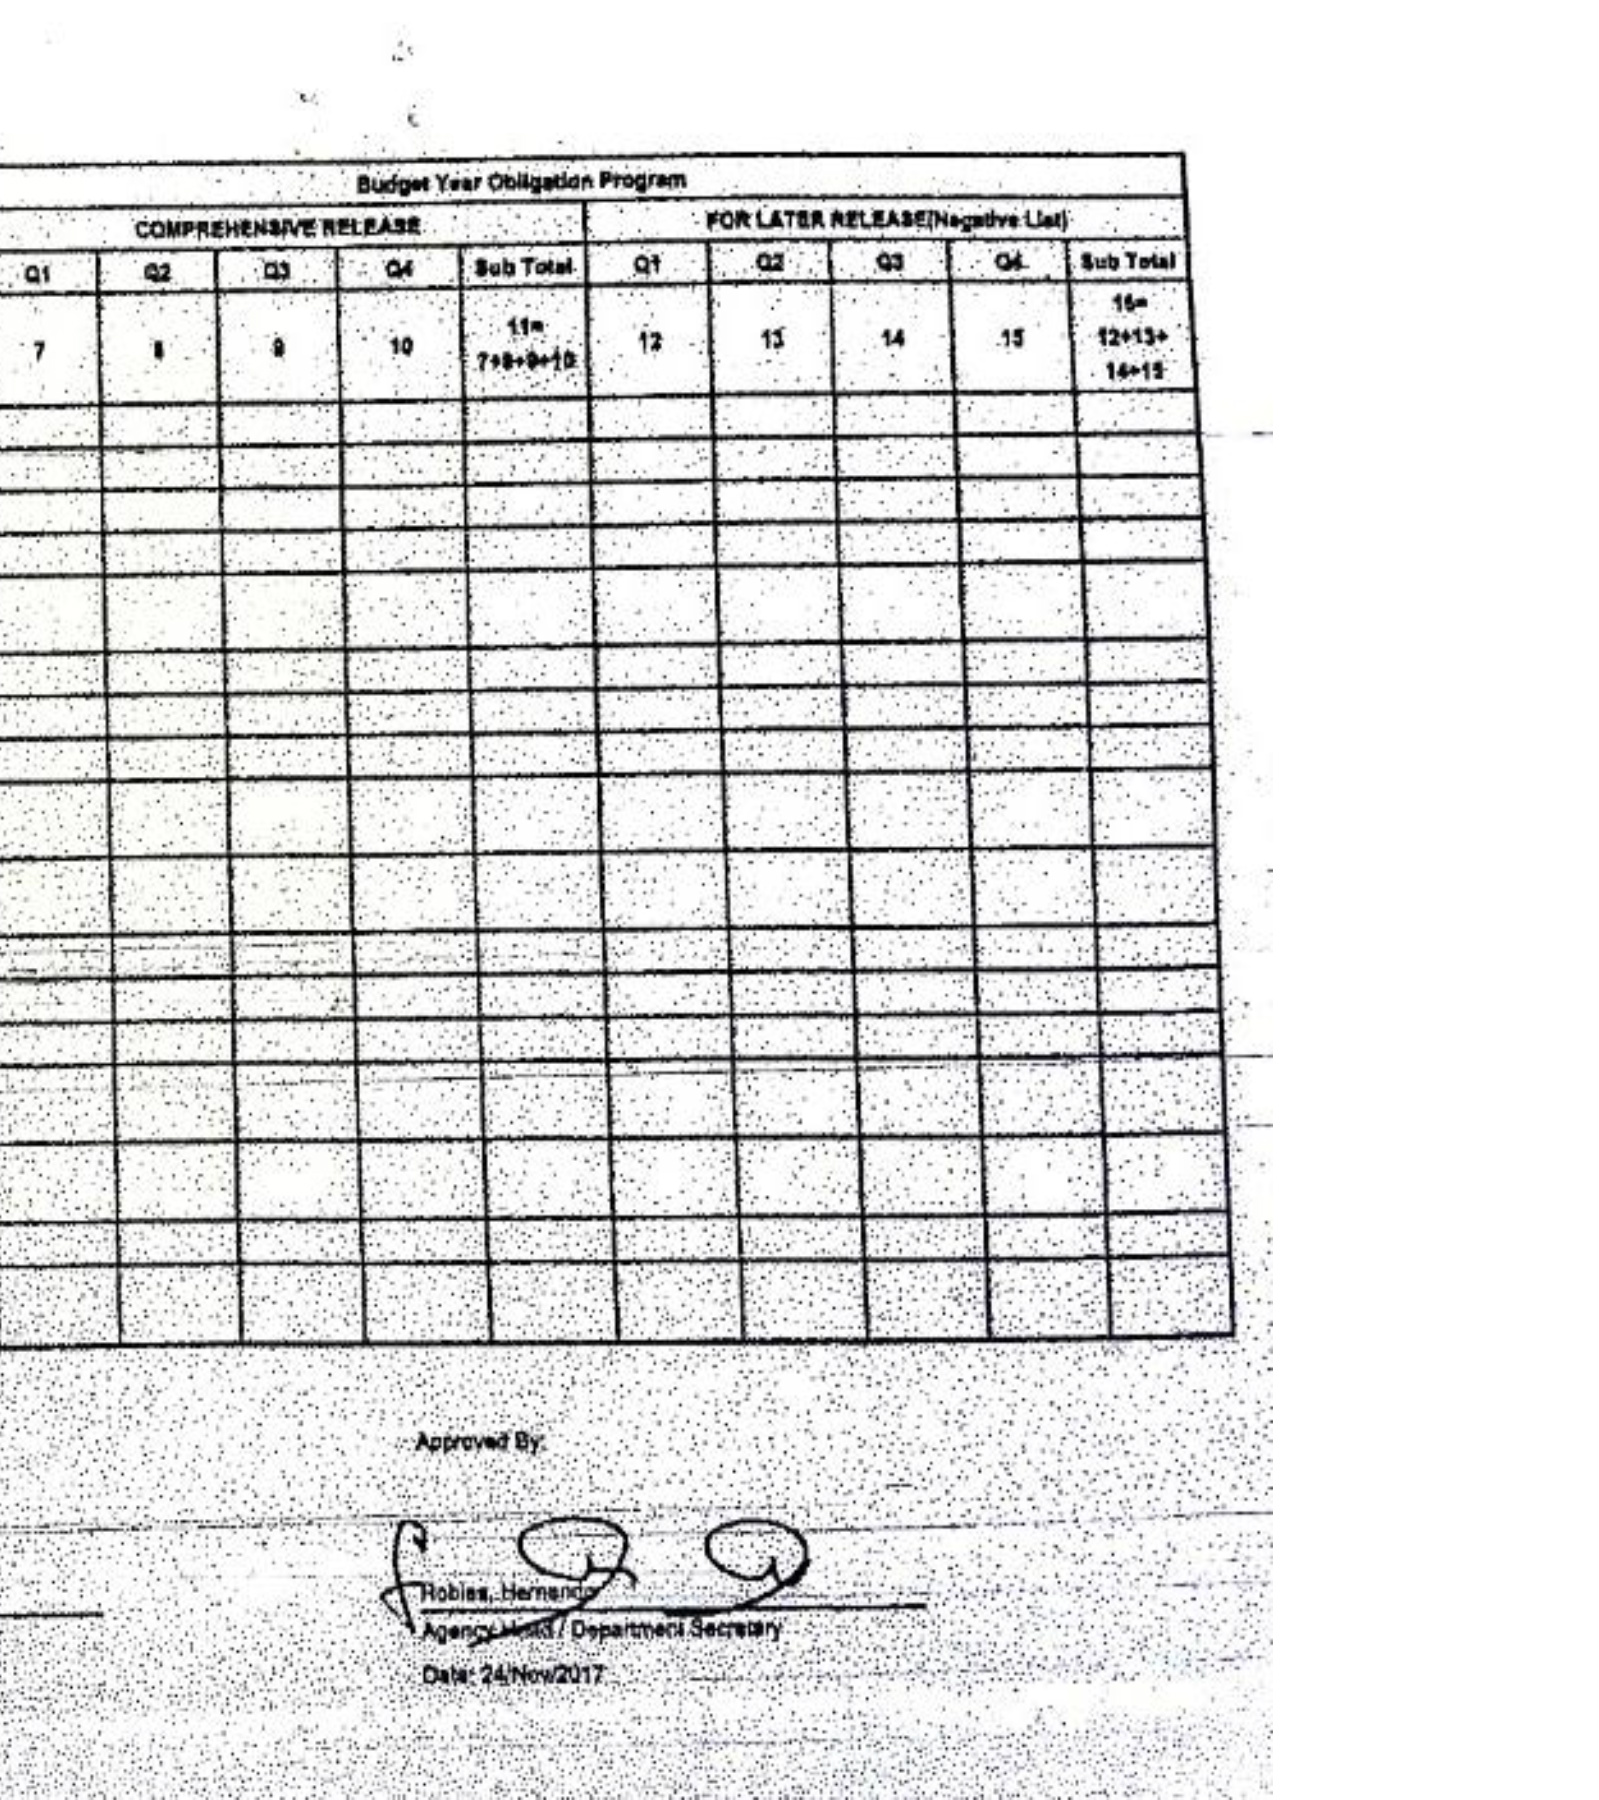 Budget Year Obligation Program
COMPREHENSIVE RELEASE FOR LATER RELEASE(Negative List)
Q1 Q2 Q3 Q4 Sub Total Q1 Q2 Q3 Q4 Sub Total
7 8 9 10 11= 7+8+9+10 12 13 14 15 16= 12+13+ 14+15
Approved By:
Robles, Hernando
Agency Head / Department Secretary
Date: 24/Nov/2017